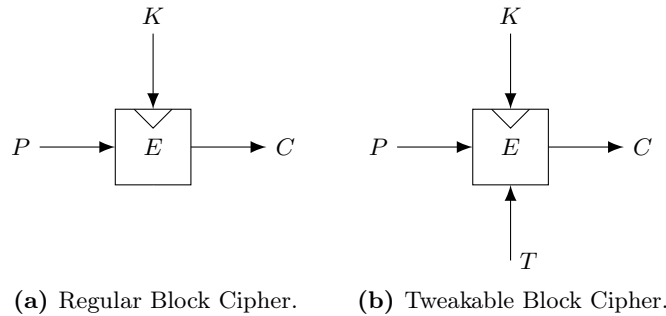 K K
P E C P E C
T
(a) Regular Block Cipher. (b) Tweakable Block Cipher.